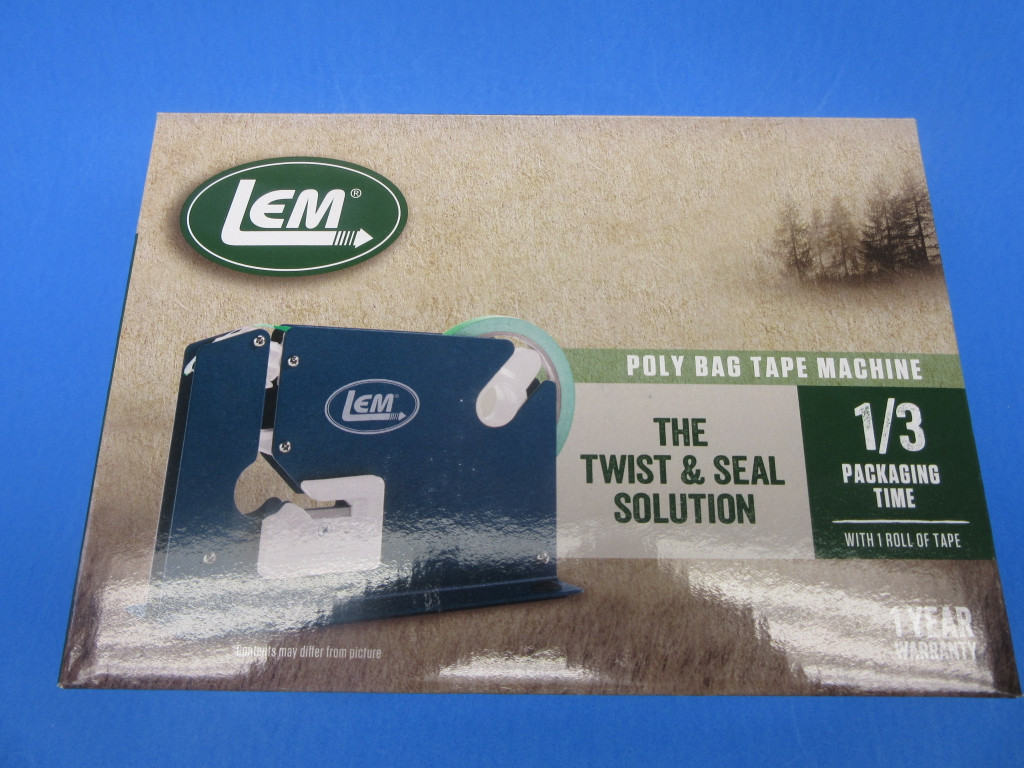 LEM®
LEM
POLY BAG TAPE MACHINE
THE
TWIST & SEAL
SOLUTION
1/3
PACKAGING
TIME
WITH 1 ROLL OF TAPE
1 YEAR
WARRANTY
Contents may differ from picture